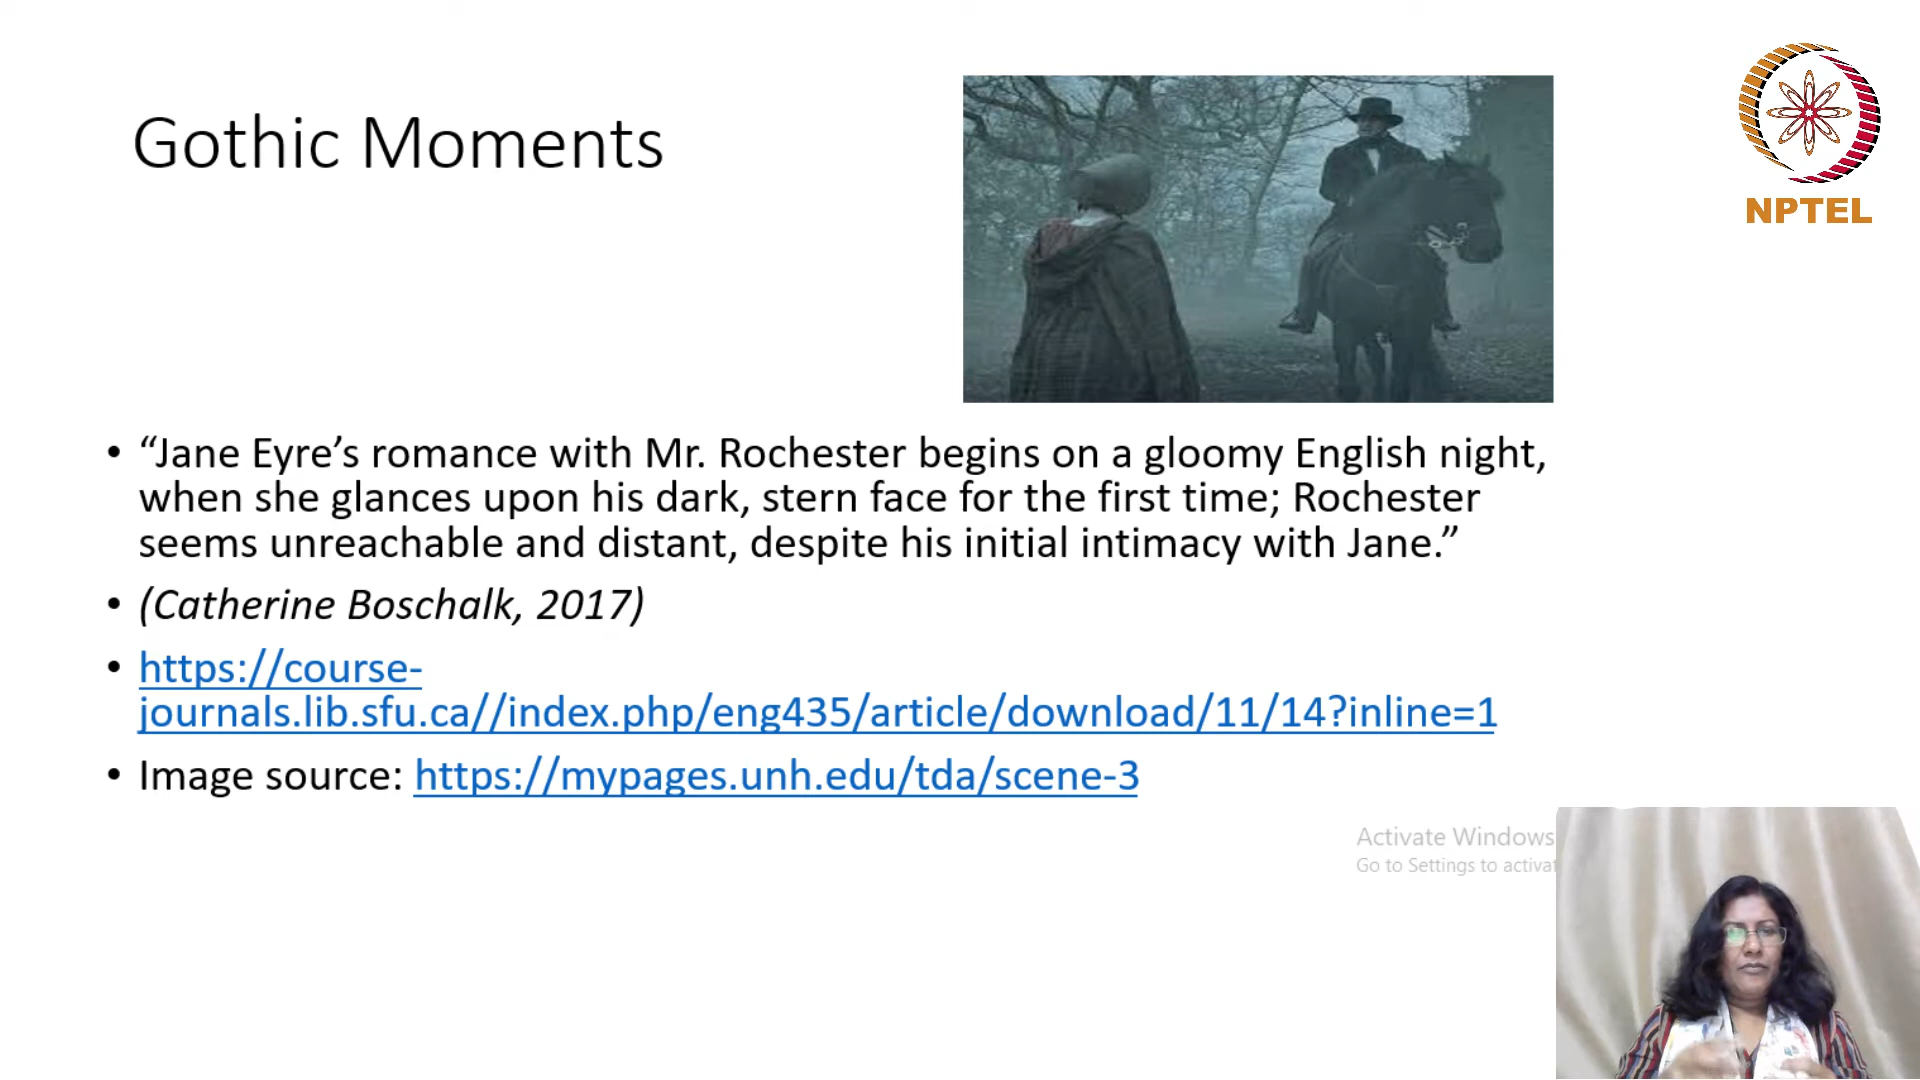 Gothic Moments
NPTEL
• “Jane Eyre’s romance with Mr. Rochester begins on a gloomy English night,
when she glances upon his dark, stern face for the first time; Rochester
seems unreachable and distant, despite his initial intimacy with Jane.”
• (Catherine Boschalk, 2017)
• https://course-
journals.lib.sfu.ca//index.php/eng435/article/download/11/14?inline=1
• Image source: https://mypages.unh.edu/tda/scene-3
Activate Windows
Go to Settings to activat